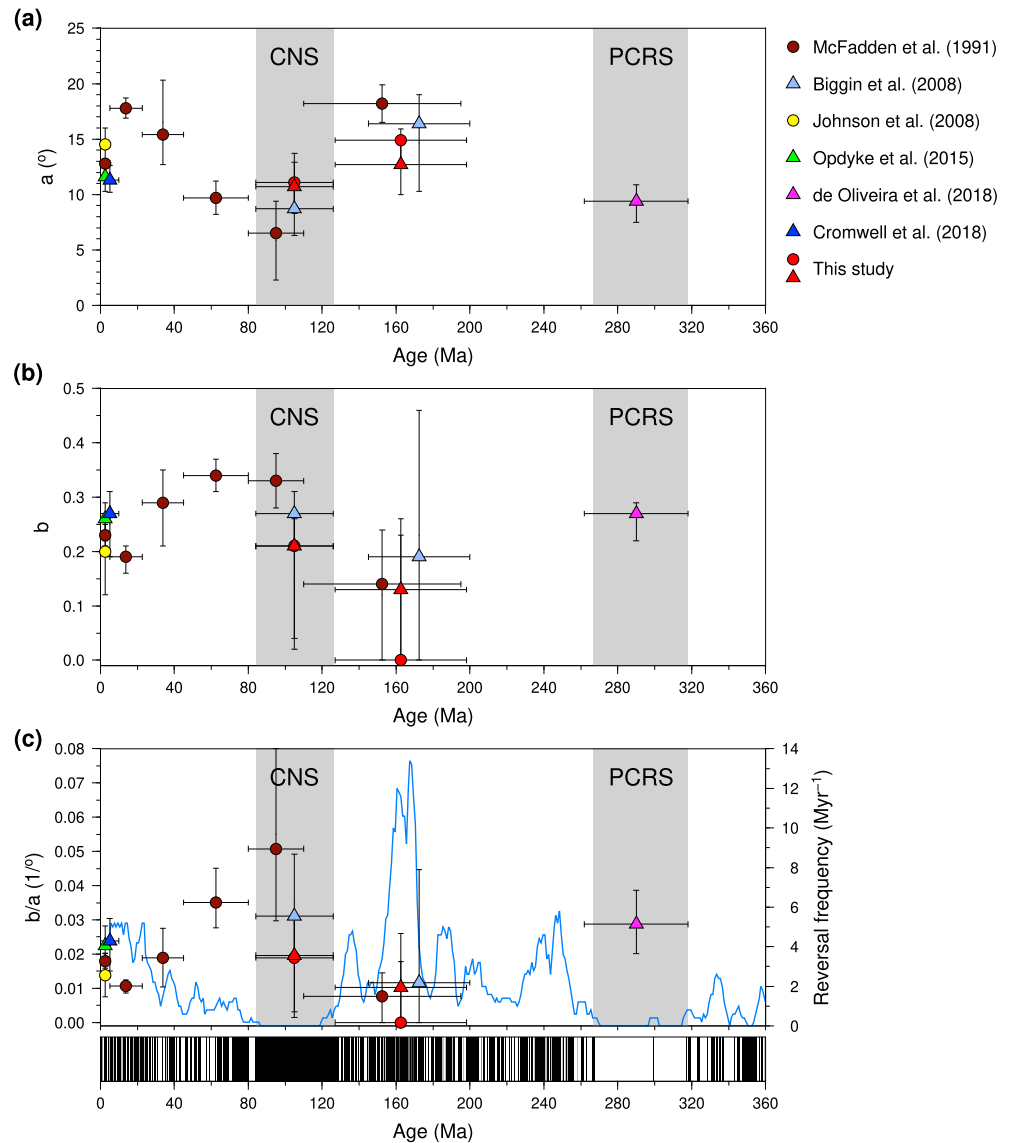 (a)
25
20
15
10
5
0
a (º)
CNS
PCRS
0 40 80 120 160 200 240 280 320 360
Age (Ma)
McFadden et al. (1991)
Biggin et al. (2008)
Johnson et al. (2008)
Opdyke et al. (2015)
de Oliveira et al. (2018)
Cromwell et al. (2018)
This study
(b)
0.5
0.4
0.3
0.2
0.1
0.0
b
CNS
PCRS
0 40 80 120 160 200 240 280 320 360
Age (Ma)
(c)
0.08
0.07
0.06
0.05
0.04
0.03
0.02
0.01
0.00
b/a (1/º)
CNS
PCRS
14
12
10
8
6
4
2
0
Reversal frequency (Myr⁻¹)
0 40 80 120 160 200 240 280 320 360
Age (Ma)